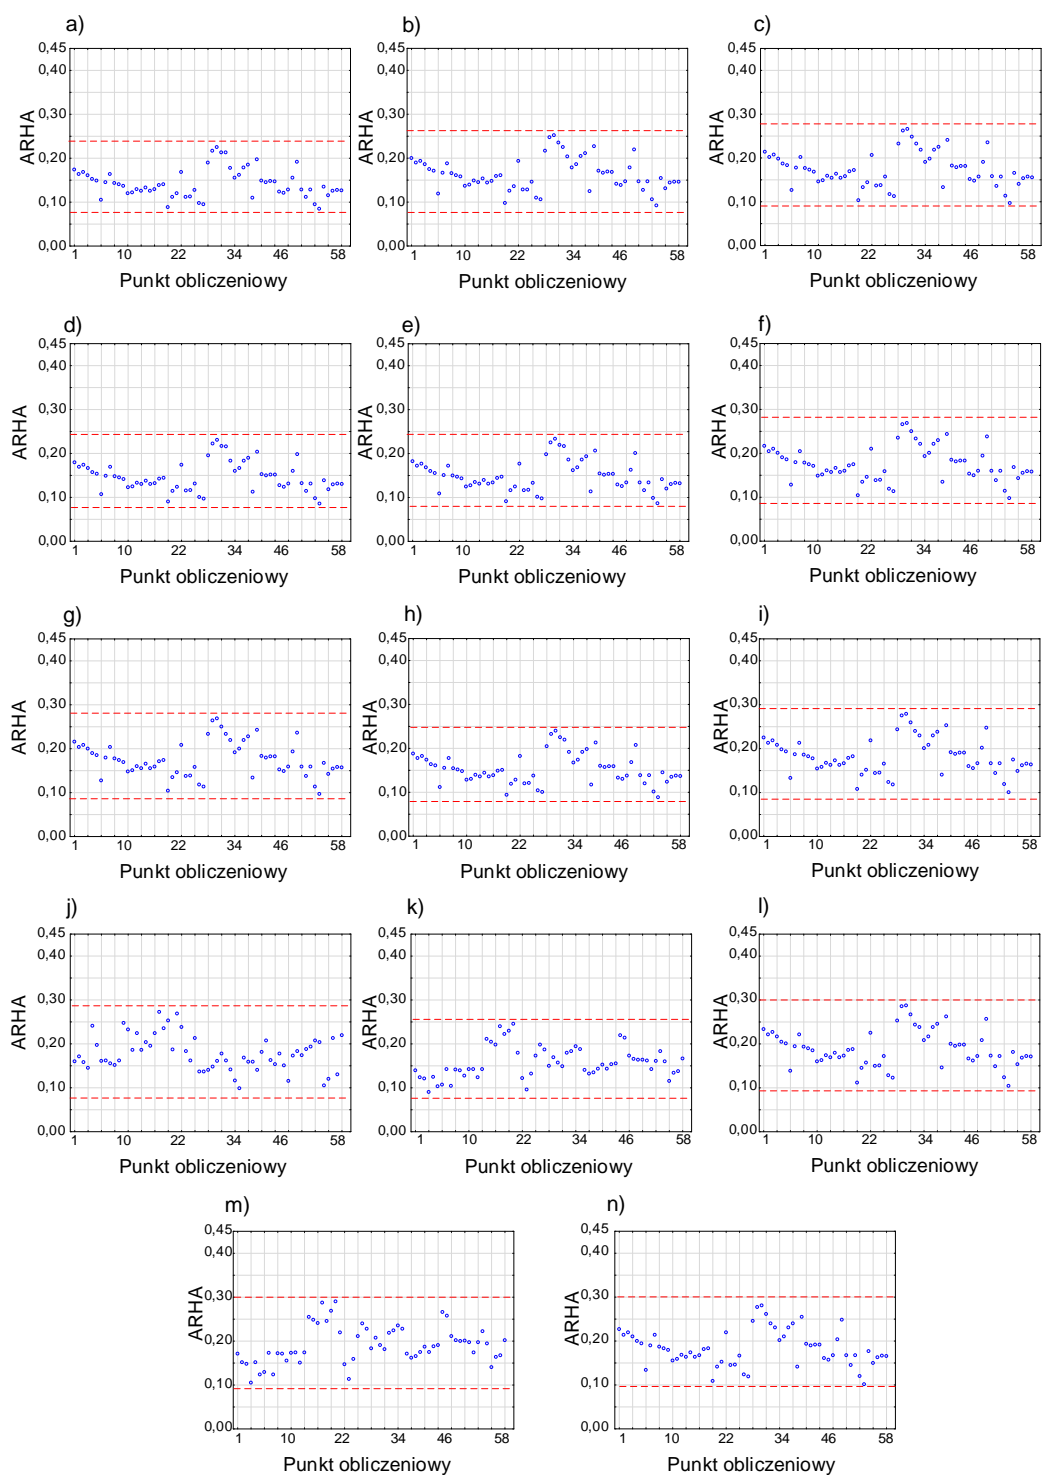 a) b) c)
0,45 0,45 0,45
0,40 0,40 0,40
0,30 0,30 0,30
ARHA ARHA ARHA
0,20 0,20 0,20
0,10 0,10 0,10
0,00 0,00 0,00
1 10 22 34 46 58 1 10 22 34 46 58 1 10 22 34 46 58
Punkt obliczeniowy Punkt obliczeniowy Punkt obliczeniowy
d) e) f)
0,45 0,45 0,45
0,40 0,40 0,40
0,30 0,30 0,30
ARHA ARHA ARHA
0,20 0,20 0,20
0,10 0,10 0,10
0,00 0,00 0,00
1 10 22 34 46 58 1 10 22 34 46 58 1 10 22 34 46 58
Punkt obliczeniowy Punkt obliczeniowy Punkt obliczeniowy
g) h) i)
0,45 0,45 0,45
0,40 0,40 0,40
0,30 0,30 0,30
ARHA ARHA ARHA
0,20 0,20 0,20
0,10 0,10 0,10
0,00 0,00 0,00
1 10 22 34 46 58 1 10 22 34 46 58 1 10 22 34 46 58
Punkt obliczeniowy Punkt obliczeniowy Punkt obliczeniowy
j) k) l)
0,45 0,45 0,45
0,40 0,40 0,40
0,30 0,30 0,30
ARHA ARHA ARHA
0,20 0,20 0,20
0,10 0,10 0,10
0,00 0,00 0,00
1 10 22 34 46 58 1 10 22 34 46 58 1 10 22 34 46 58
Punkt obliczeniowy Punkt obliczeniowy Punkt obliczeniowy
m) n)
0,45 0,45
0,40 0,40
0,30 0,30
ARHA ARHA
0,20 0,20
0,10 0,10
0,00 0,00
1 10 22 34 46 58 1 10 22 34 46 58
Punkt obliczeniowy Punkt obliczeniowy